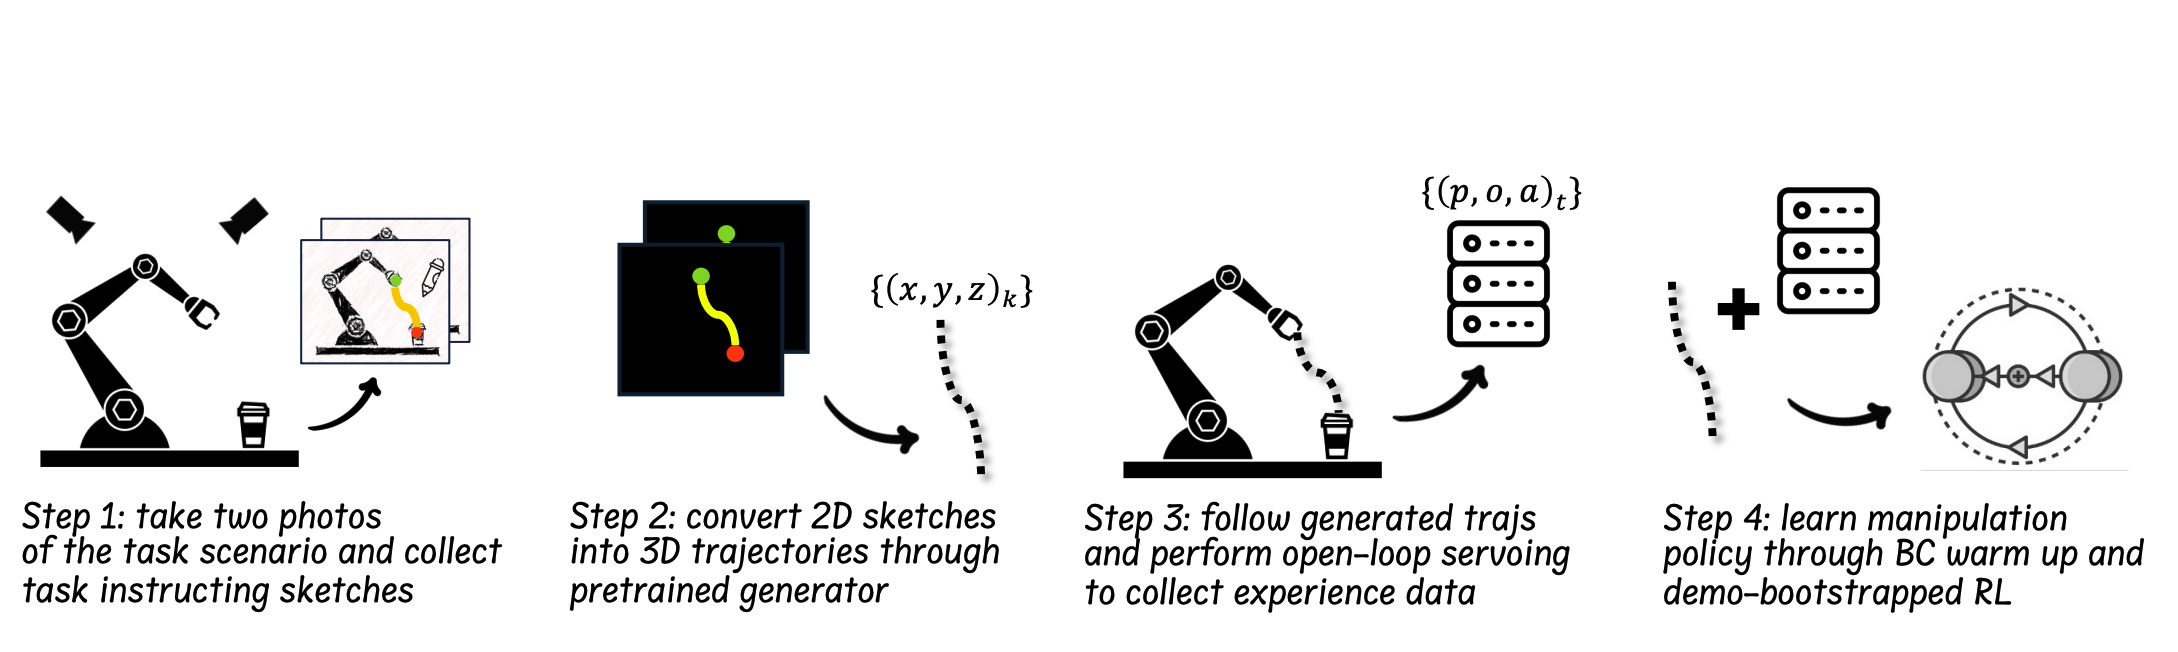 {(x, y, z)ₖ}
{(p, o, a)ₜ}
Step 1: take two photos
of the task scenario and collect
task instructing sketches
Step 2: convert 2D sketches
into 3D trajectories through
pretrained generator
Step 3: follow generated trajs
and perform open-loop servoing
to collect experience data
Step 4: learn manipulation
policy through BC warm up and
demo-bootstrapped RL